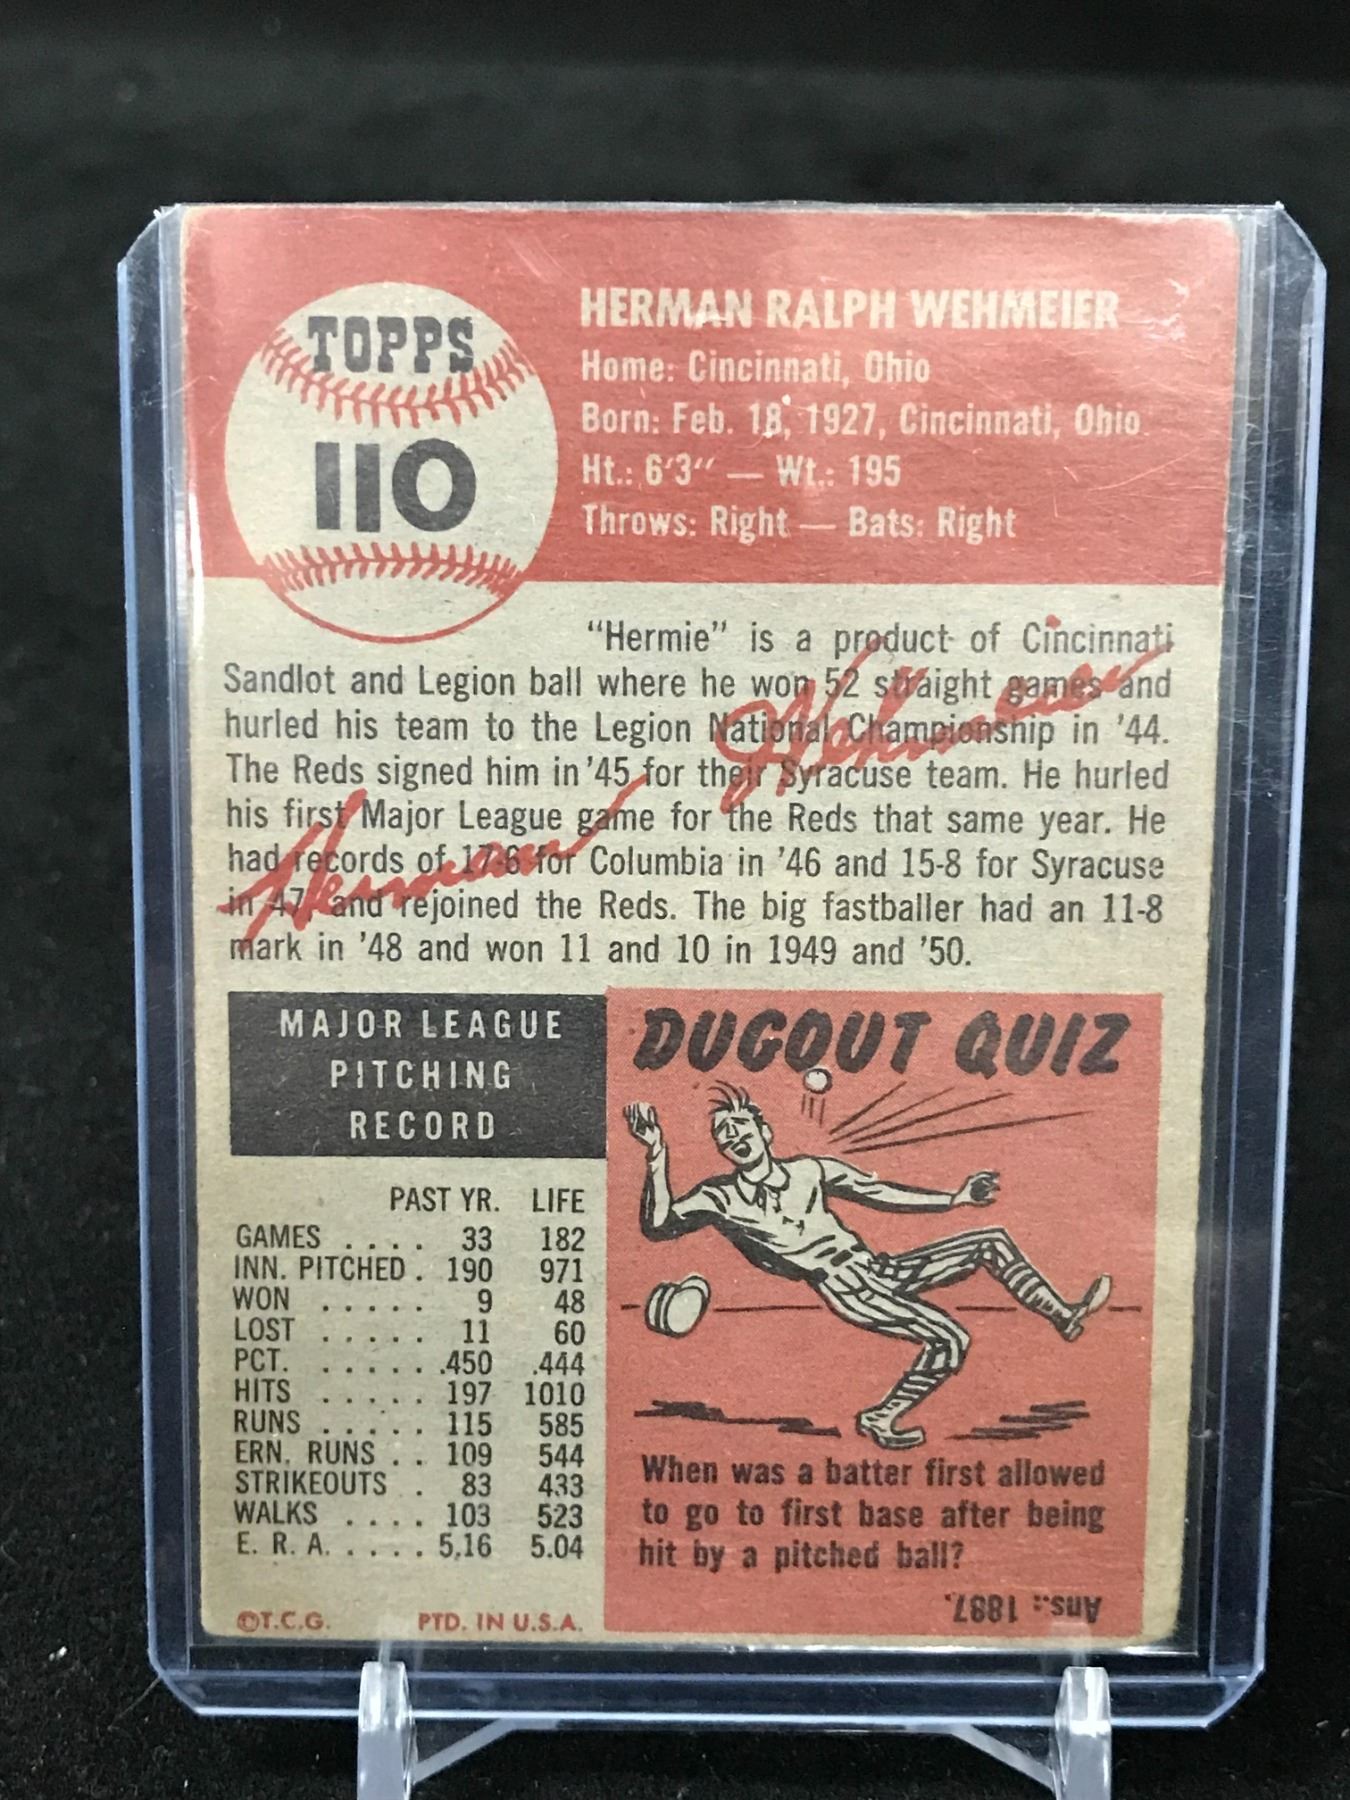 TOPPS
110
HERMAN RALPH WEHMEIER
Home: Cincinnati, Ohio
Born: Feb. 18, 1927, Cincinnati, Ohio
Ht.: 6'3" — Wt.: 195
Throws: Right — Bats: Right
"Hermie" is a product of Cincinnati
Sandlot and Legion ball where he won 52 straight games and
hurled his team to the Legion National Championship in '44.
The Reds signed him in '45 for their Syracuse team. He hurled
his first Major League game for the Reds that same year. He
had records of 17-6 for Columbia in '46 and 15-8 for Syracuse
in '47, and rejoined the Reds. The big fastballer had an 11-8
mark in '48 and won 11 and 10 in 1949 and '50.
Herman Wehmeier
MAJOR LEAGUE
PITCHING
RECORD
PAST YR. LIFE
GAMES . . . . 33 182
INN. PITCHED . 190 971
WON . . . . . 9 48
LOST . . . . . 11 60
PCT. . . . . . .450 .444
HITS . . . . . 197 1010
RUNS . . . . . 115 585
ERN. RUNS . . 109 544
STRIKEOUTS . 83 433
WALKS . . . . 103 523
E. R. A. . . . . 5.16 5.04
©T.C.G. PTD. IN U.S.A.
DUGOUT QUIZ
When was a batter first allowed
to go to first base after being
hit by a pitched ball?
Ans.: 1887.